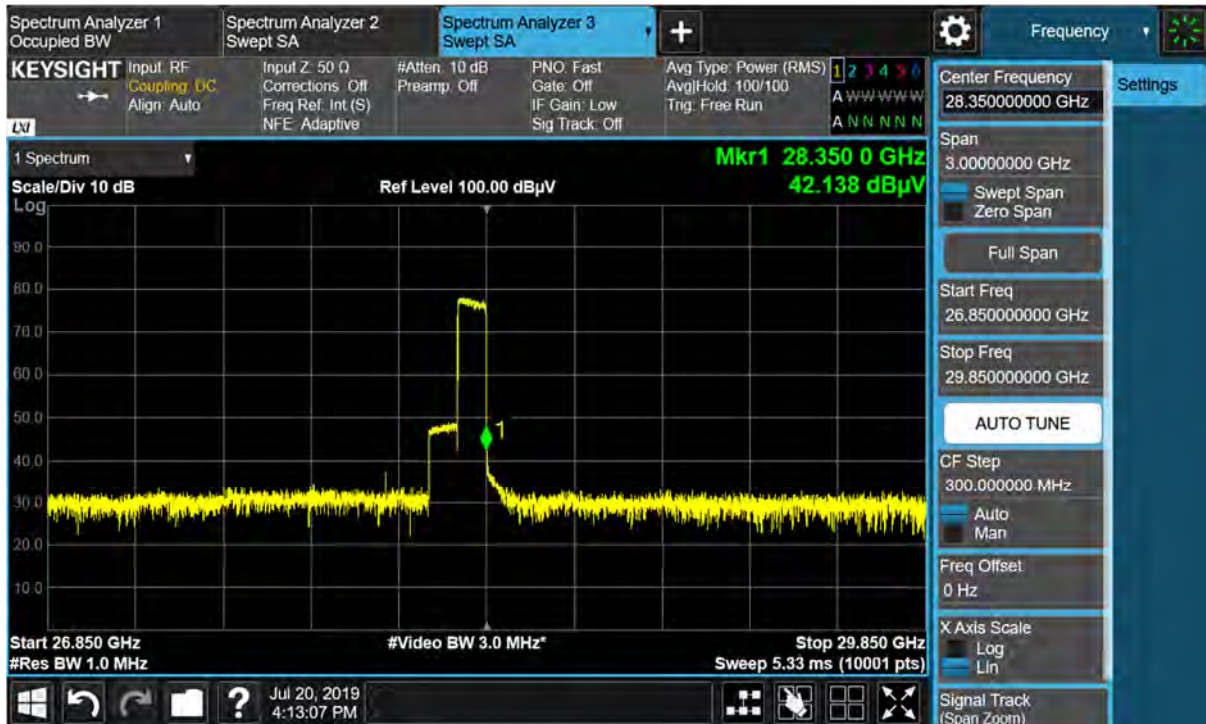 Spectrum Analyzer 1
Occupied BW
Spectrum Analyzer 2
Swept SA
Spectrum Analyzer 3
Swept SA
+
Frequency
KEYSIGHT
LXI
Input: RF
Coupling: DC
Align: Auto
Input Z: 50 Ω
Corrections: Off
Freq Ref: Int (S)
NFE: Adaptive
#Atten: 10 dB
Preamp: Off
PNO: Fast
Gate: Off
IF Gain: Low
Sig Track: Off
Avg Type: Power (RMS)
Avg|Hold: 100/100
Trig: Free Run
1 2 3 4 5 6
A W W W W W
A N N N N N
1 Spectrum
Scale/Div 10 dB
Log
Ref Level 100.00 dBµV
Mkr1 28.350 0 GHz
42.138 dBµV
90.0
80.0
70.0
60.0
50.0
40.0
30.0
20.0
10.0
1
Start 26.850 GHz
#Res BW 1.0 MHz
#Video BW 3.0 MHz*
Stop 29.850 GHz
Sweep 5.33 ms (10001 pts)
?
Jul 20, 2019
4:13:07 PM
Center Frequency
28.350000000 GHz
Span
3.00000000 GHz
Swept Span
Zero Span
Full Span
Start Freq
26.850000000 GHz
Stop Freq
29.850000000 GHz
AUTO TUNE
CF Step
300.000000 MHz
Auto
Man
Freq Offset
0 Hz
X Axis Scale
Log
Lin
Signal Track
(Span Zoom)
Settings